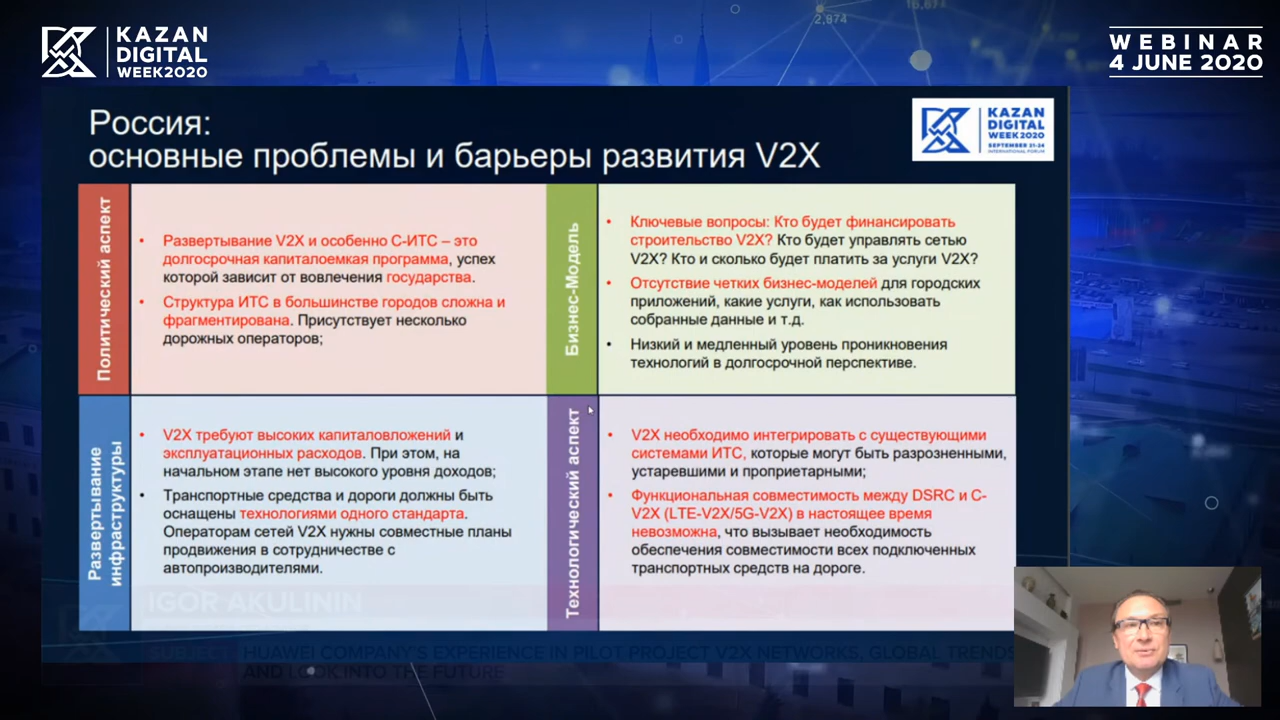 KAZAN
DIGITAL
WEEK2020
WEBINAR
4 JUNE 2020
2,974
Россия:
основные проблемы и барьеры развития V2X
KAZAN
DIGITAL
WEEK2020
SEPTEMBER 21-24
INTERNATIONAL FORUM
Политический аспект
• Развертывание V2X и особенно С-ИТС – это
долгосрочная капиталоемкая программа, успех
которой зависит от вовлечения государства.
• Структура ИТС в большинстве городов сложна и
фрагментирована. Присутствует несколько
дорожных операторов;
Бизнес-Модель
• Ключевые вопросы: Кто будет финансировать
строительство V2X? Кто будет управлять сетью
V2X? Кто и сколько будет платить за услуги V2X?
• Отсутствие четких бизнес-моделей для городских
приложений, какие услуги, как использовать
собранные данные и т.д.
• Низкий и медленный уровень проникновения
технологий в долгосрочной перспективе.
Развертывание
инфраструктуры
• V2X требуют высоких капиталовложений и
эксплуатационных расходов. При этом, на
начальном этапе нет высокого уровня доходов;
• Транспортные средства и дороги должны быть
оснащены технологиями одного стандарта.
Операторам сетей V2X нужны совместные планы
продвижения в сотрудничестве с
автопроизводителями.
Технологический аспект
• V2X необходимо интегрировать с существующими
системами ИТС, которые могут быть разрозненными,
устаревшими и проприетарными;
• Функциональная совместимость между DSRC и C-
V2X (LTE-V2X/5G-V2X) в настоящее время
невозможна, что вызывает необходимость
обеспечения совместимости всех подключенных
транспортных средств на дороге.
IGOR AKULININ
SUBJECT HUAWEI COMPANY'S EXPERIENCE IN PILOT PROJECT V2X NETWORKS, GLOBAL TRENDS
AND LOOK INTO THE FUTURE